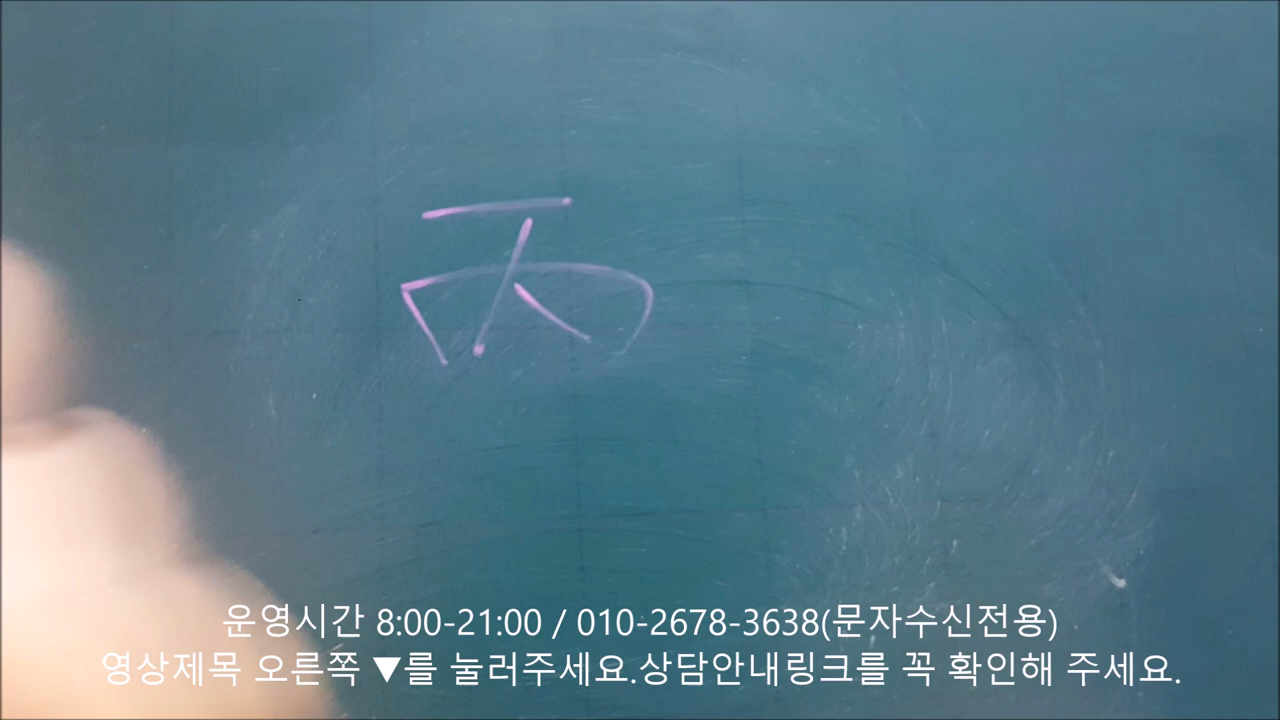 丙
운영시간 8:00-21:00 / 010-2678-3638(문자수신전용)
영상제목 오른쪽 ▼를 눌러주세요.상담안내링크를 꼭 확인해 주세요.